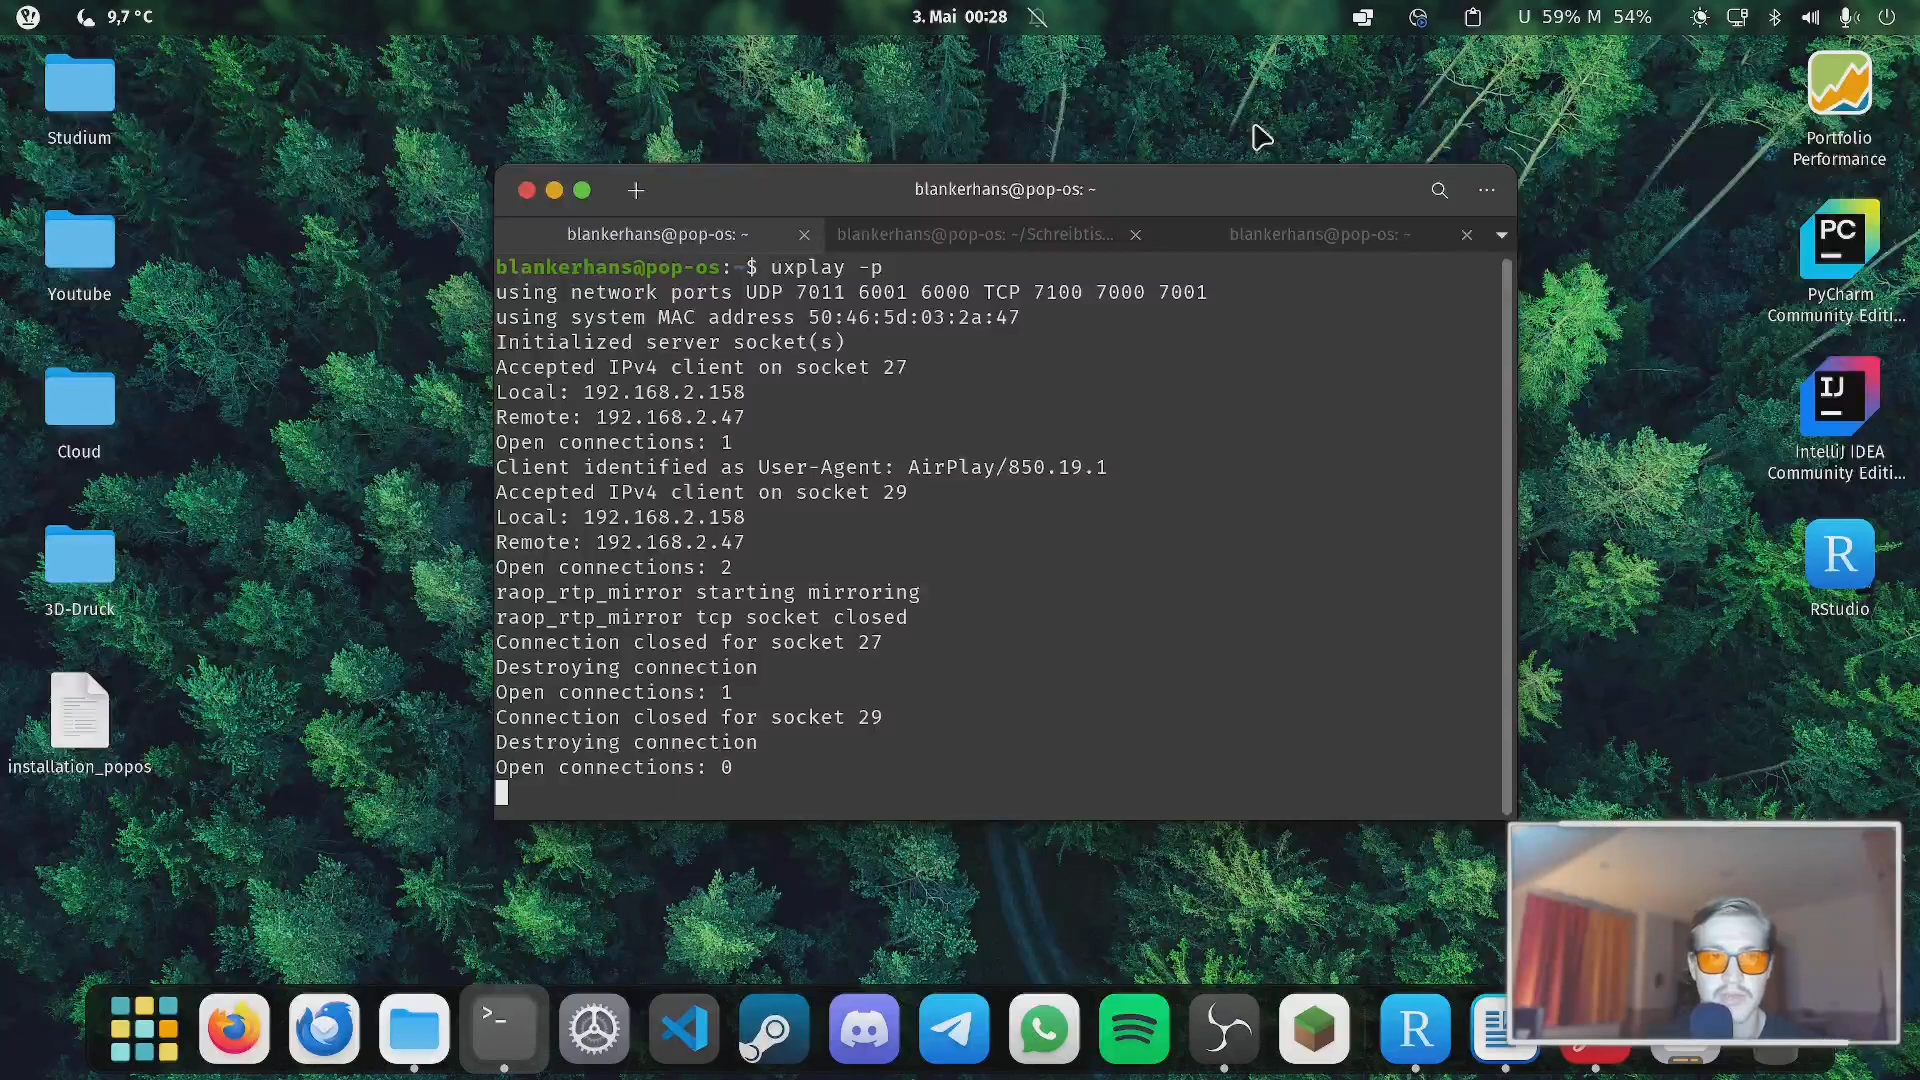 9,7 °C
3. Mai 00:28
U 59% M 54%
Studium
Youtube
Cloud
3D-Druck
installation_popos
blankerhans@pop-os: ~
blankerhans@pop-os: ~
blankerhans@pop-os: ~/Schreibtis...
blankerhans@pop-os: ~
blankerhans@pop-os:~$ uxplay -p
using network ports UDP 7011 6001 6000 TCP 7100 7000 7001
using system MAC address 50:46:5d:03:2a:47
Initialized server socket(s)
Accepted IPv4 client on socket 27
Local: 192.168.2.158
Remote: 192.168.2.47
Open connections: 1
Client identified as User-Agent: AirPlay/850.19.1
Accepted IPv4 client on socket 29
Local: 192.168.2.158
Remote: 192.168.2.47
Open connections: 2
raop_rtp_mirror starting mirroring
raop_rtp_mirror tcp socket closed
Connection closed for socket 27
Destroying connection
Open connections: 1
Connection closed for socket 29
Destroying connection
Open connections: 0
Portfolio
Performance
PC
PyCharm
Community Editi...
IJ
IntelliJ IDEA
Community Editi...
R
RStudio
>_
R